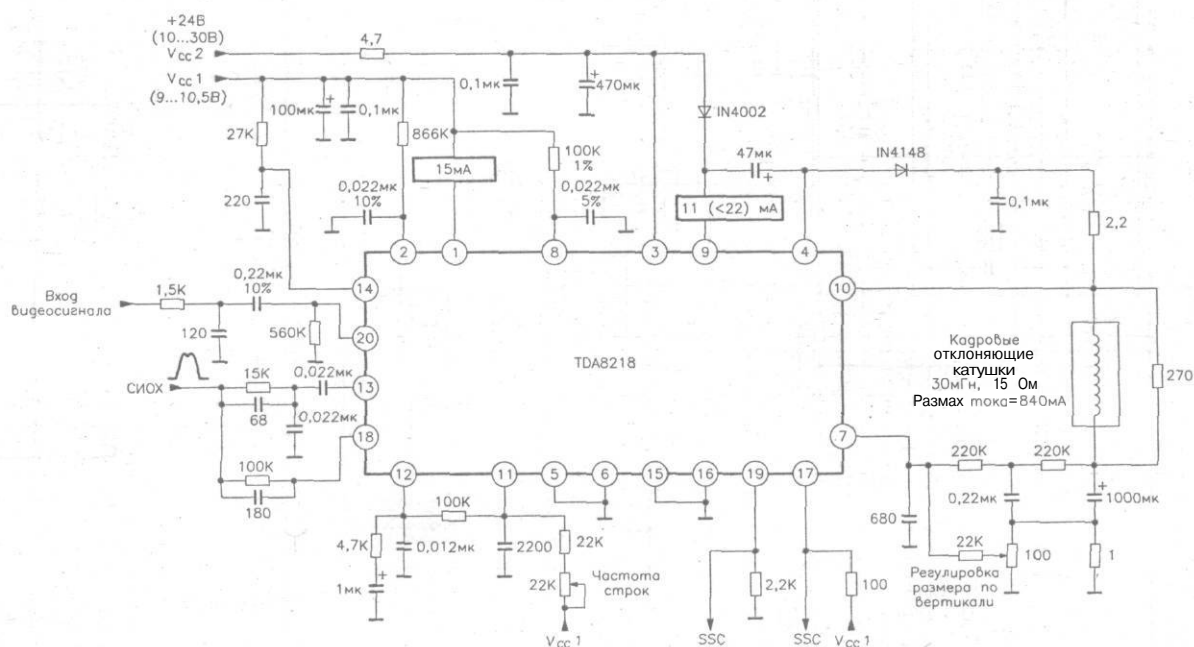 +24В
(10...30В)
Vcc 2
4,7
Vcc 1
(9...10,5В)
0,1мк
470мк
100мк
0,1мк
IN4002
27K
866K
100K
1%
15мА
47мк
IN4148
220
0,022мк
10%
0,022мк
5%
11 (<22) мА
0,1мк
2,2
2
1
8
3
9
4
14
10
Вход
видеосигнала
1,5K
0,22мк
10%
120
560K
20
TDA8218
Кадровые
отклоняющие
катушки
30мГн, 15 Ом
Размах тока=840мА
270
СИОХ
15K
0,022мк
13
68
0,022мк
18
7
100K
180
12
11
5
6
15
16
19
17
220K
220K
100K
0,22мк
1000мк
680
4,7K
0,012мк
2200
22K
22K
100
1
1мк
22K
Частота
строк
2,2K
100
Регулировка
размера по
вертикали
Vcc 1
SSC
SSC
Vcc 1